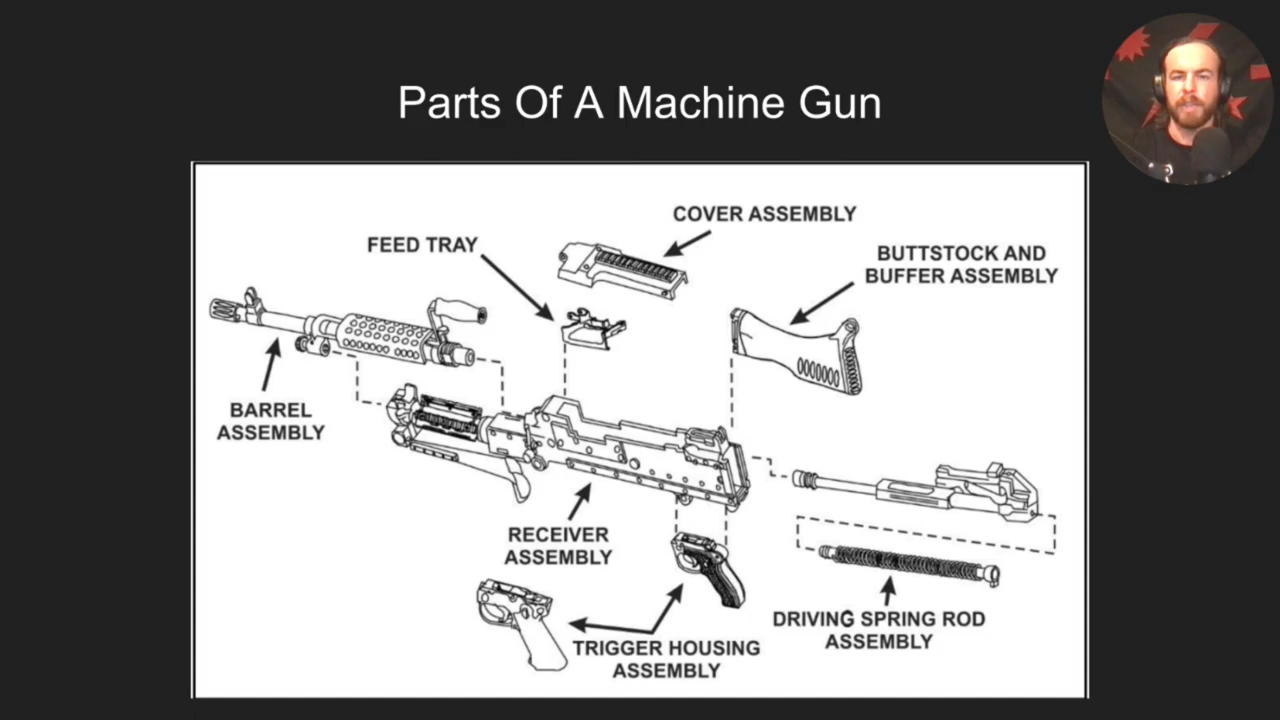 Parts Of A Machine Gun
COVER ASSEMBLY
FEED TRAY
BUTTSTOCK AND
BUFFER ASSEMBLY
BARREL
ASSEMBLY
RECEIVER
ASSEMBLY
DRIVING SPRING ROD
ASSEMBLY
TRIGGER HOUSING
ASSEMBLY